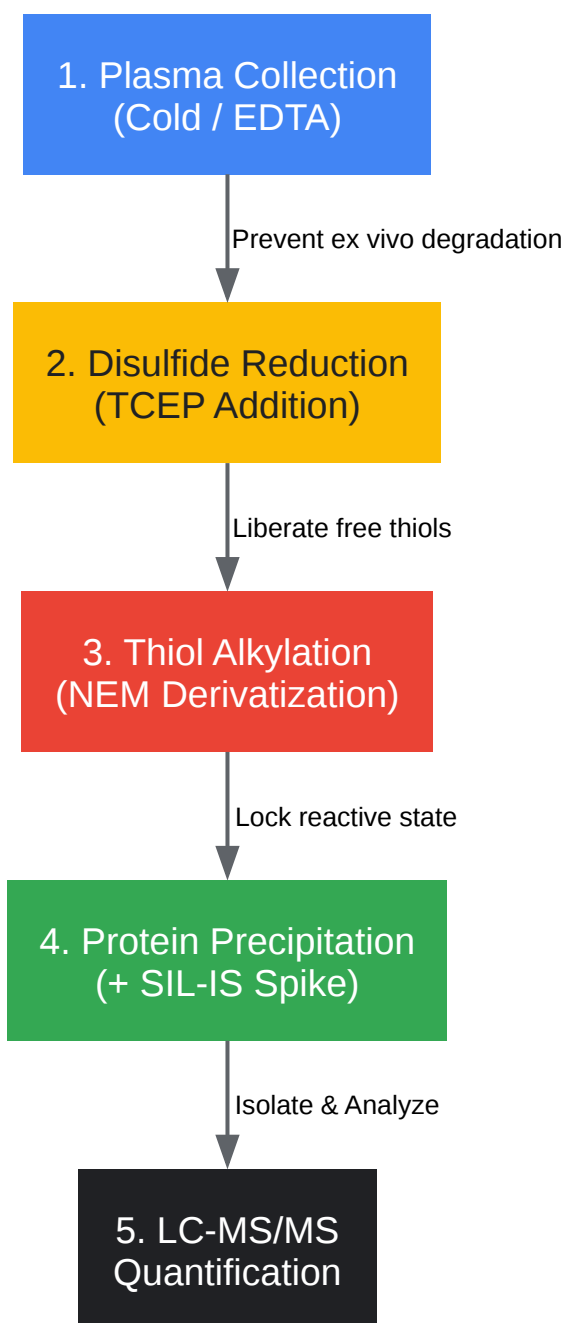 1. Plasma Collection
(Cold / EDTA)
Prevent ex vivo degradation
2. Disulfide Reduction
(TCEP Addition)
Liberate free thiols
3. Thiol Alkylation
(NEM Derivatization)
Lock reactive state
4. Protein Precipitation
(+ SIL-IS Spike)
Isolate & Analyze
5. LC-MS/MS
Quantification